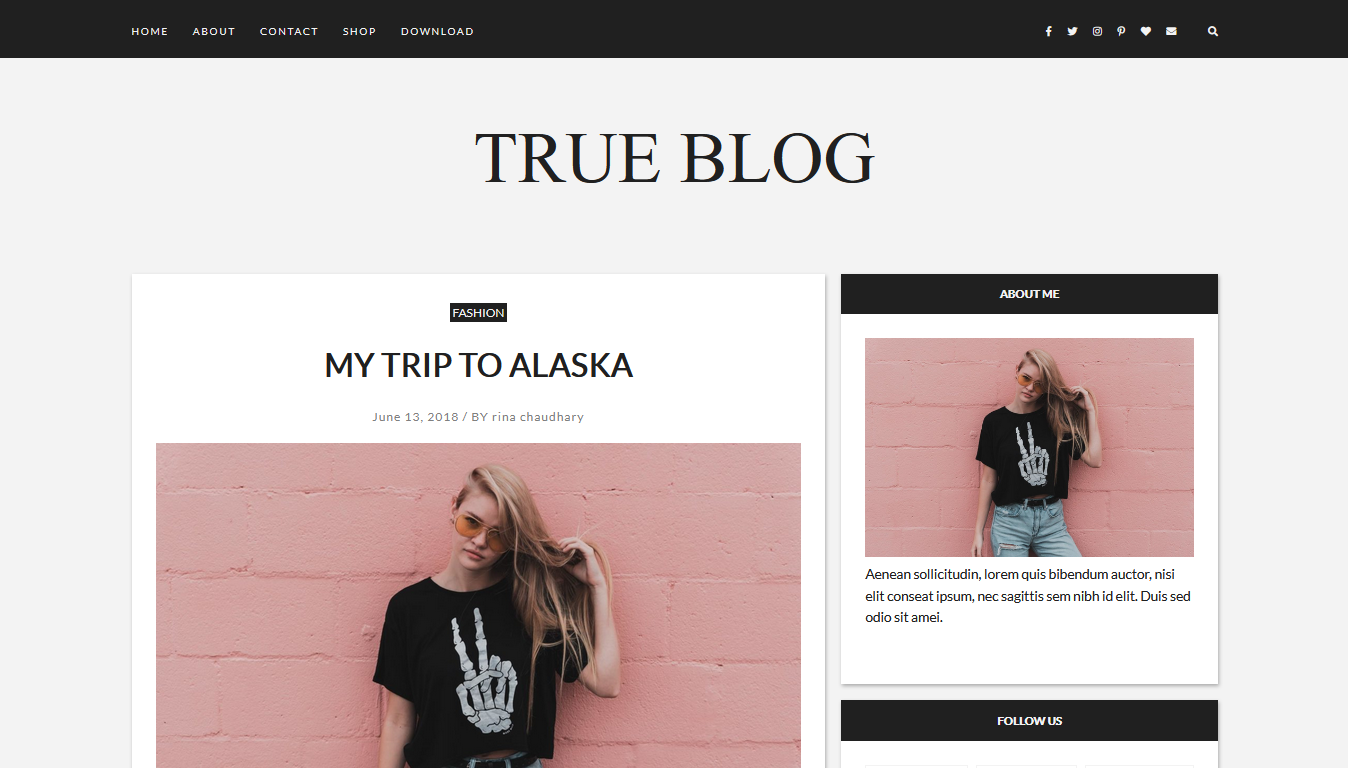 HOME ABOUT CONTACT SHOP DOWNLOAD
TRUE BLOG
FASHION
MY TRIP TO ALASKA
June 13, 2018 / BY rina chaudhary
ABOUT ME
Aenean sollicitudin, lorem quis bibendum auctor, nisi
elit conseat ipsum, nec sagittis sem nibh id elit. Duis sed
odio sit amei.
FOLLOW US